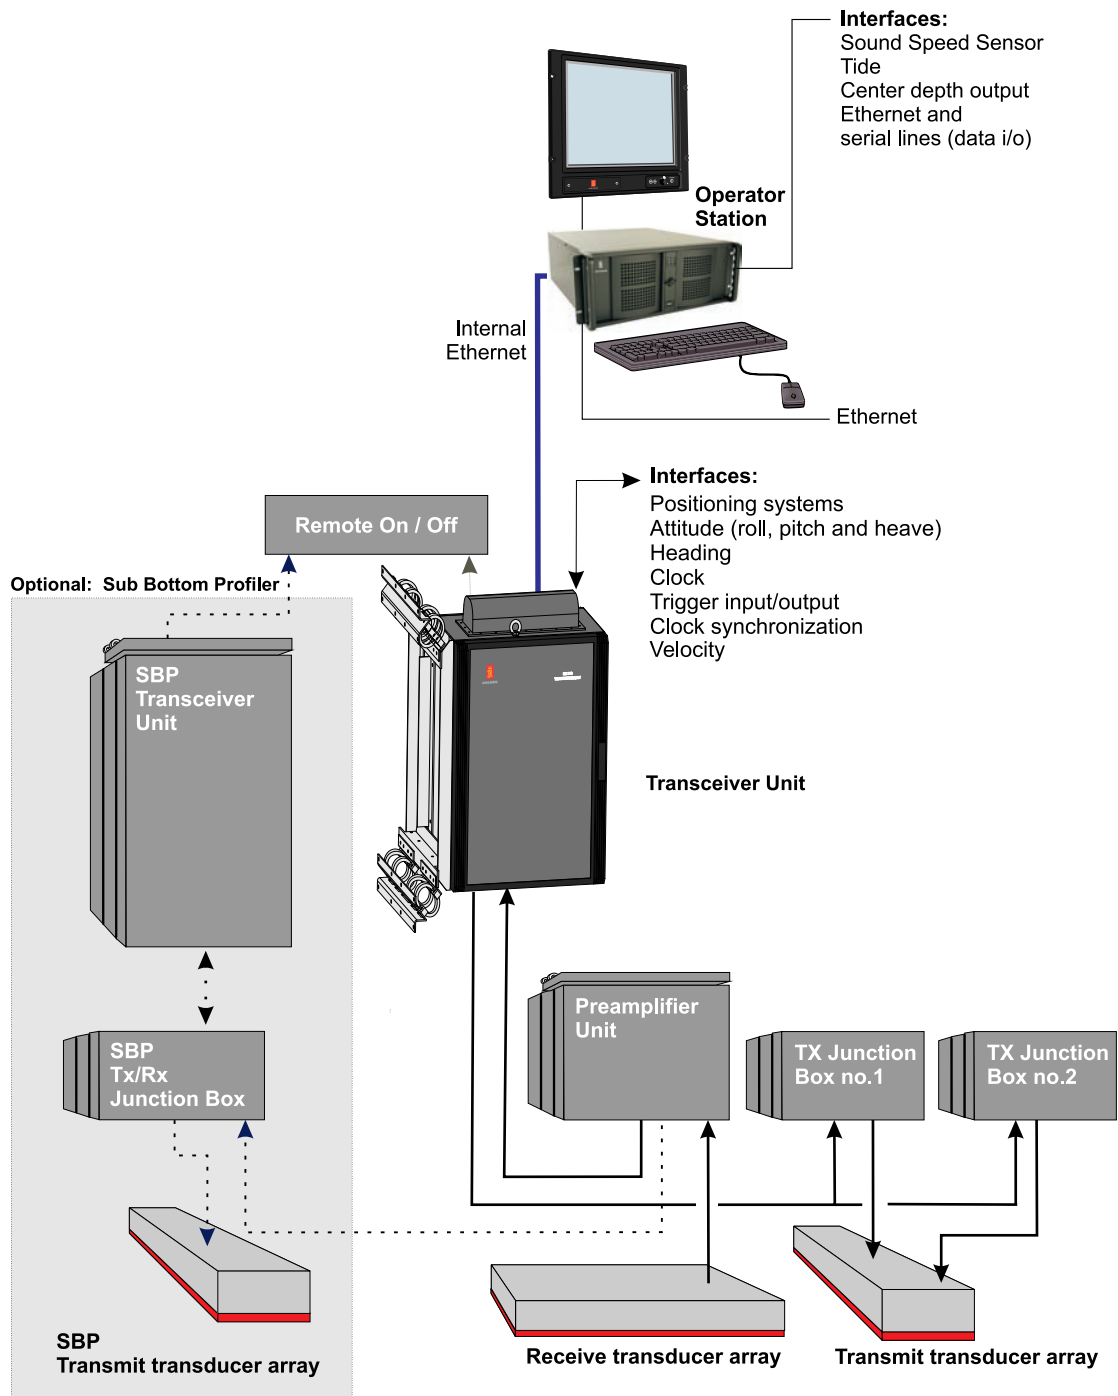 Interfaces:
Sound Speed Sensor
Tide
Center depth output
Ethernet and
serial lines (data i/o)
Operator
Station
Internal
Ethernet
Ethernet
Interfaces:
Positioning systems
Attitude (roll, pitch and heave)
Heading
Clock
Trigger input/output
Clock synchronization
Velocity
Remote On / Off
Optional: Sub Bottom Profiler
SBP
Transceiver
Unit
Transceiver Unit
Preamplifier
Unit
SBP
Tx/Rx
Junction Box
TX Junction
Box no.1
TX Junction
Box no.2
SBP
Transmit transducer array
Receive transducer array
Transmit transducer array